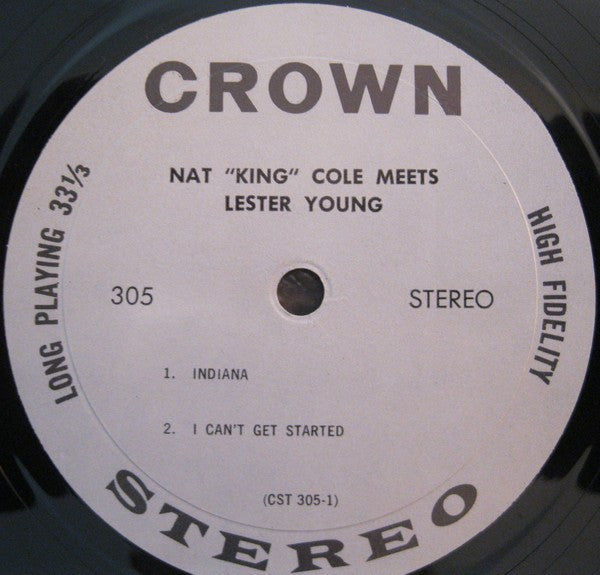 CROWN
NAT "KING" COLE MEETS
LESTER YOUNG
LONG PLAYING 33⅓
HIGH FIDELITY
305
STEREO
1. INDIANA
2. I CAN'T GET STARTED
(CST 305-1)
STEREO